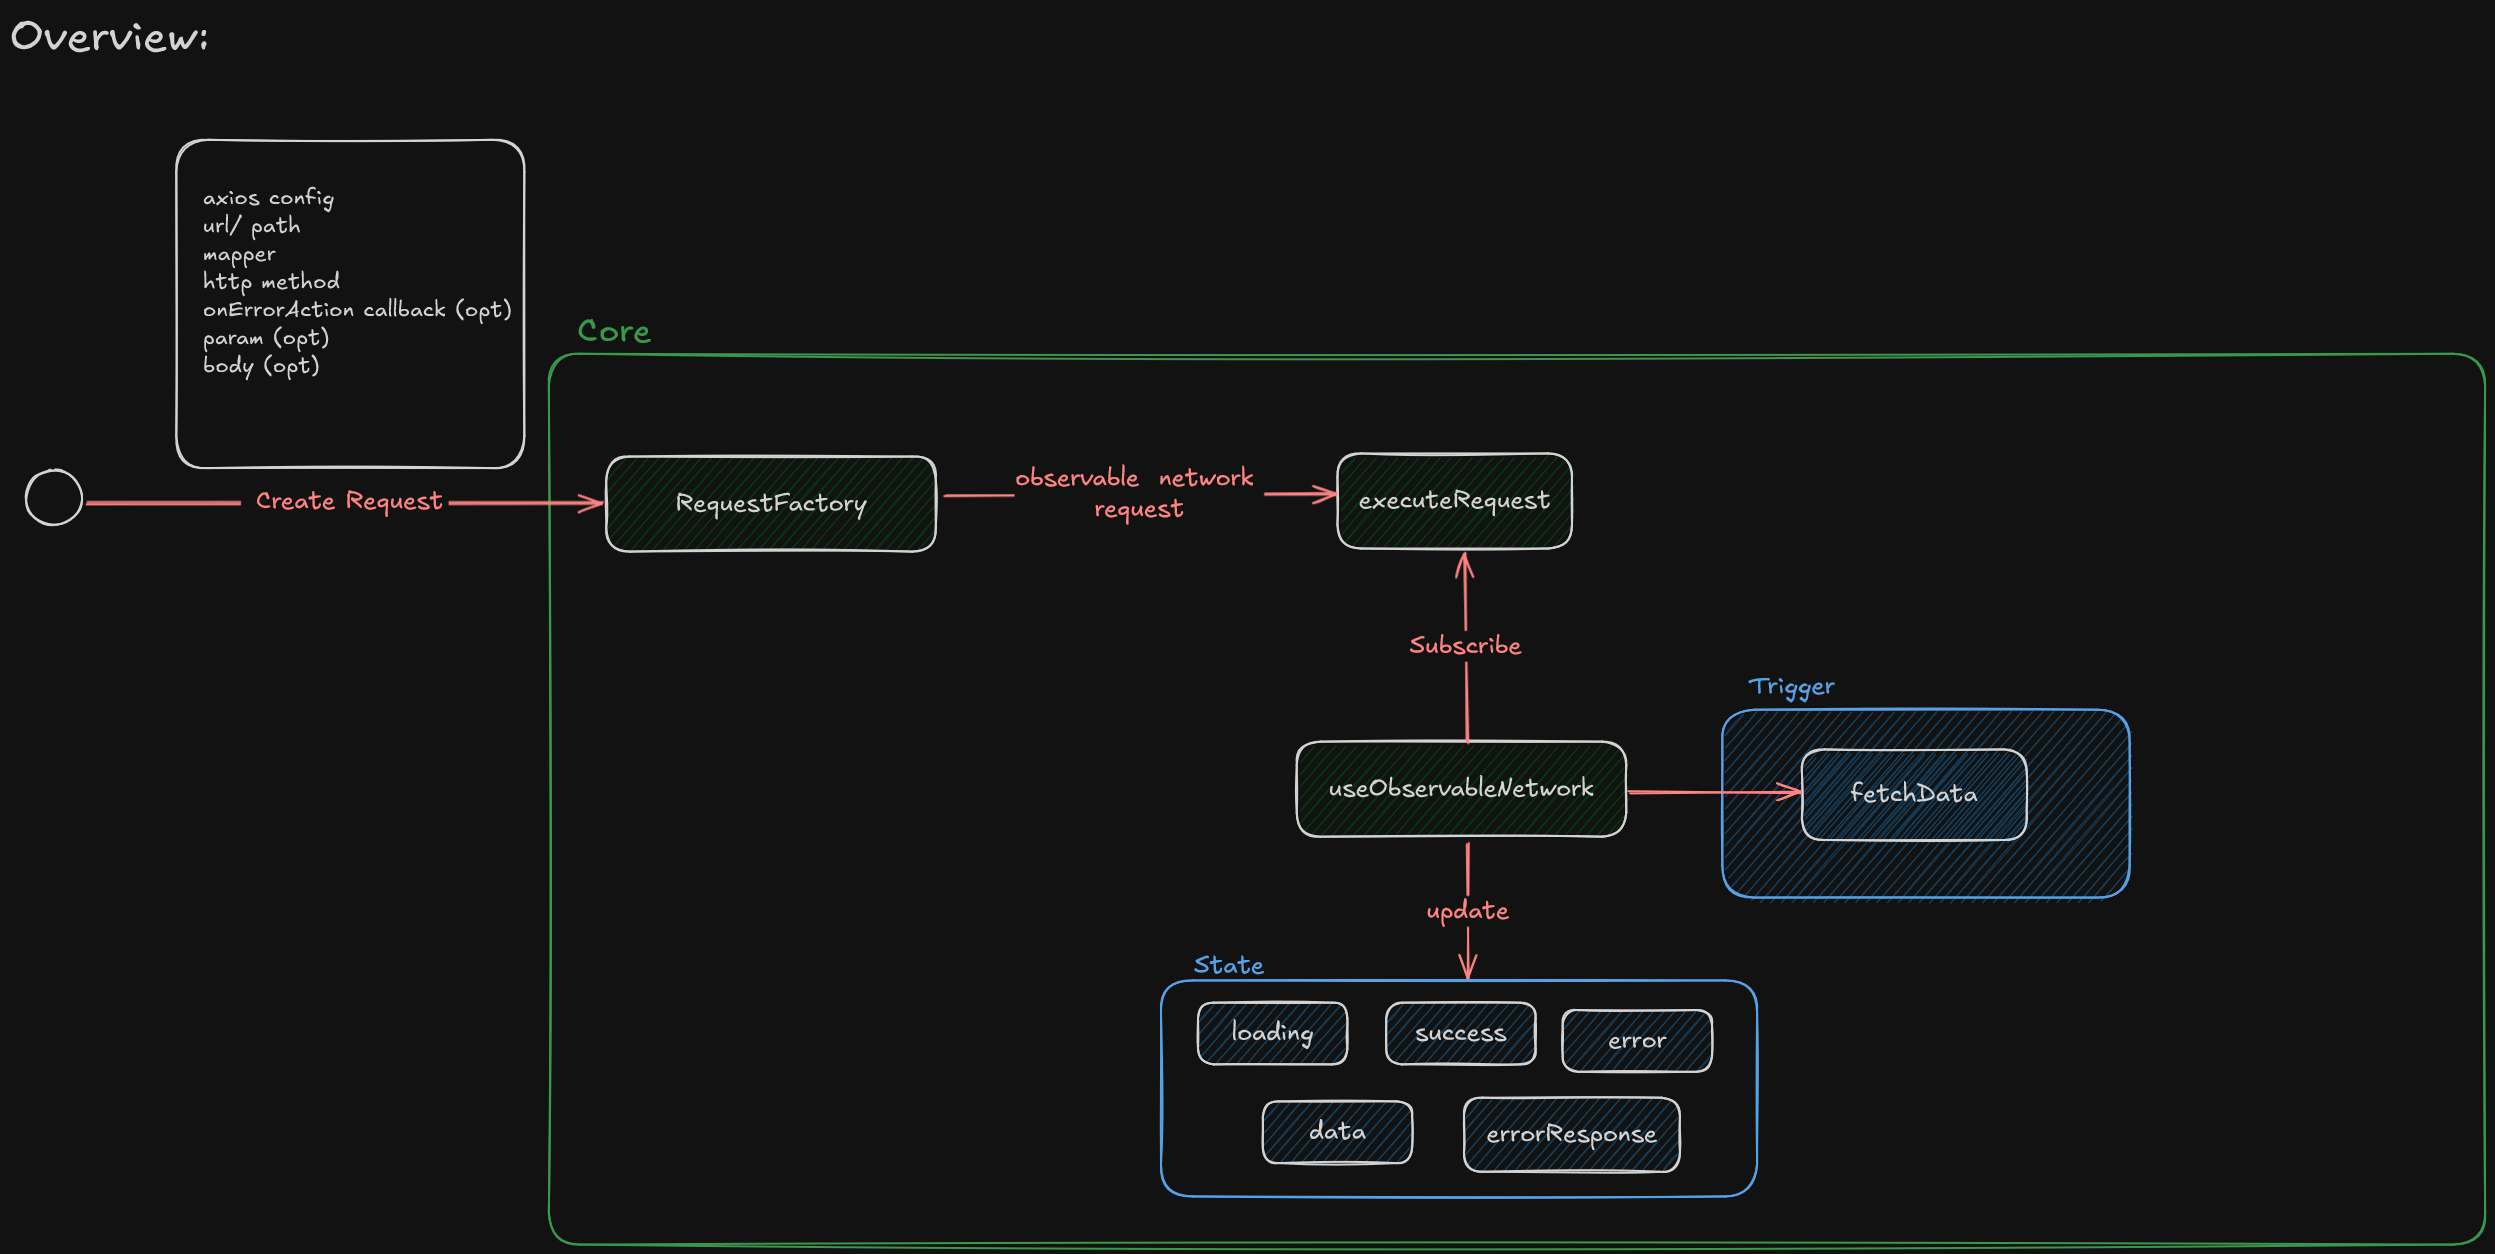 Overview:
axios config
url/ path
mapper
http method
onErrorAction callback (opt)
param (opt)
body (opt)
Core
Create Request
RequestFactory
observable network
request
executeRequest
Subscribe
Trigger
useObservableNetwork
fetchData
update
State
loading
success
error
data
errorResponse